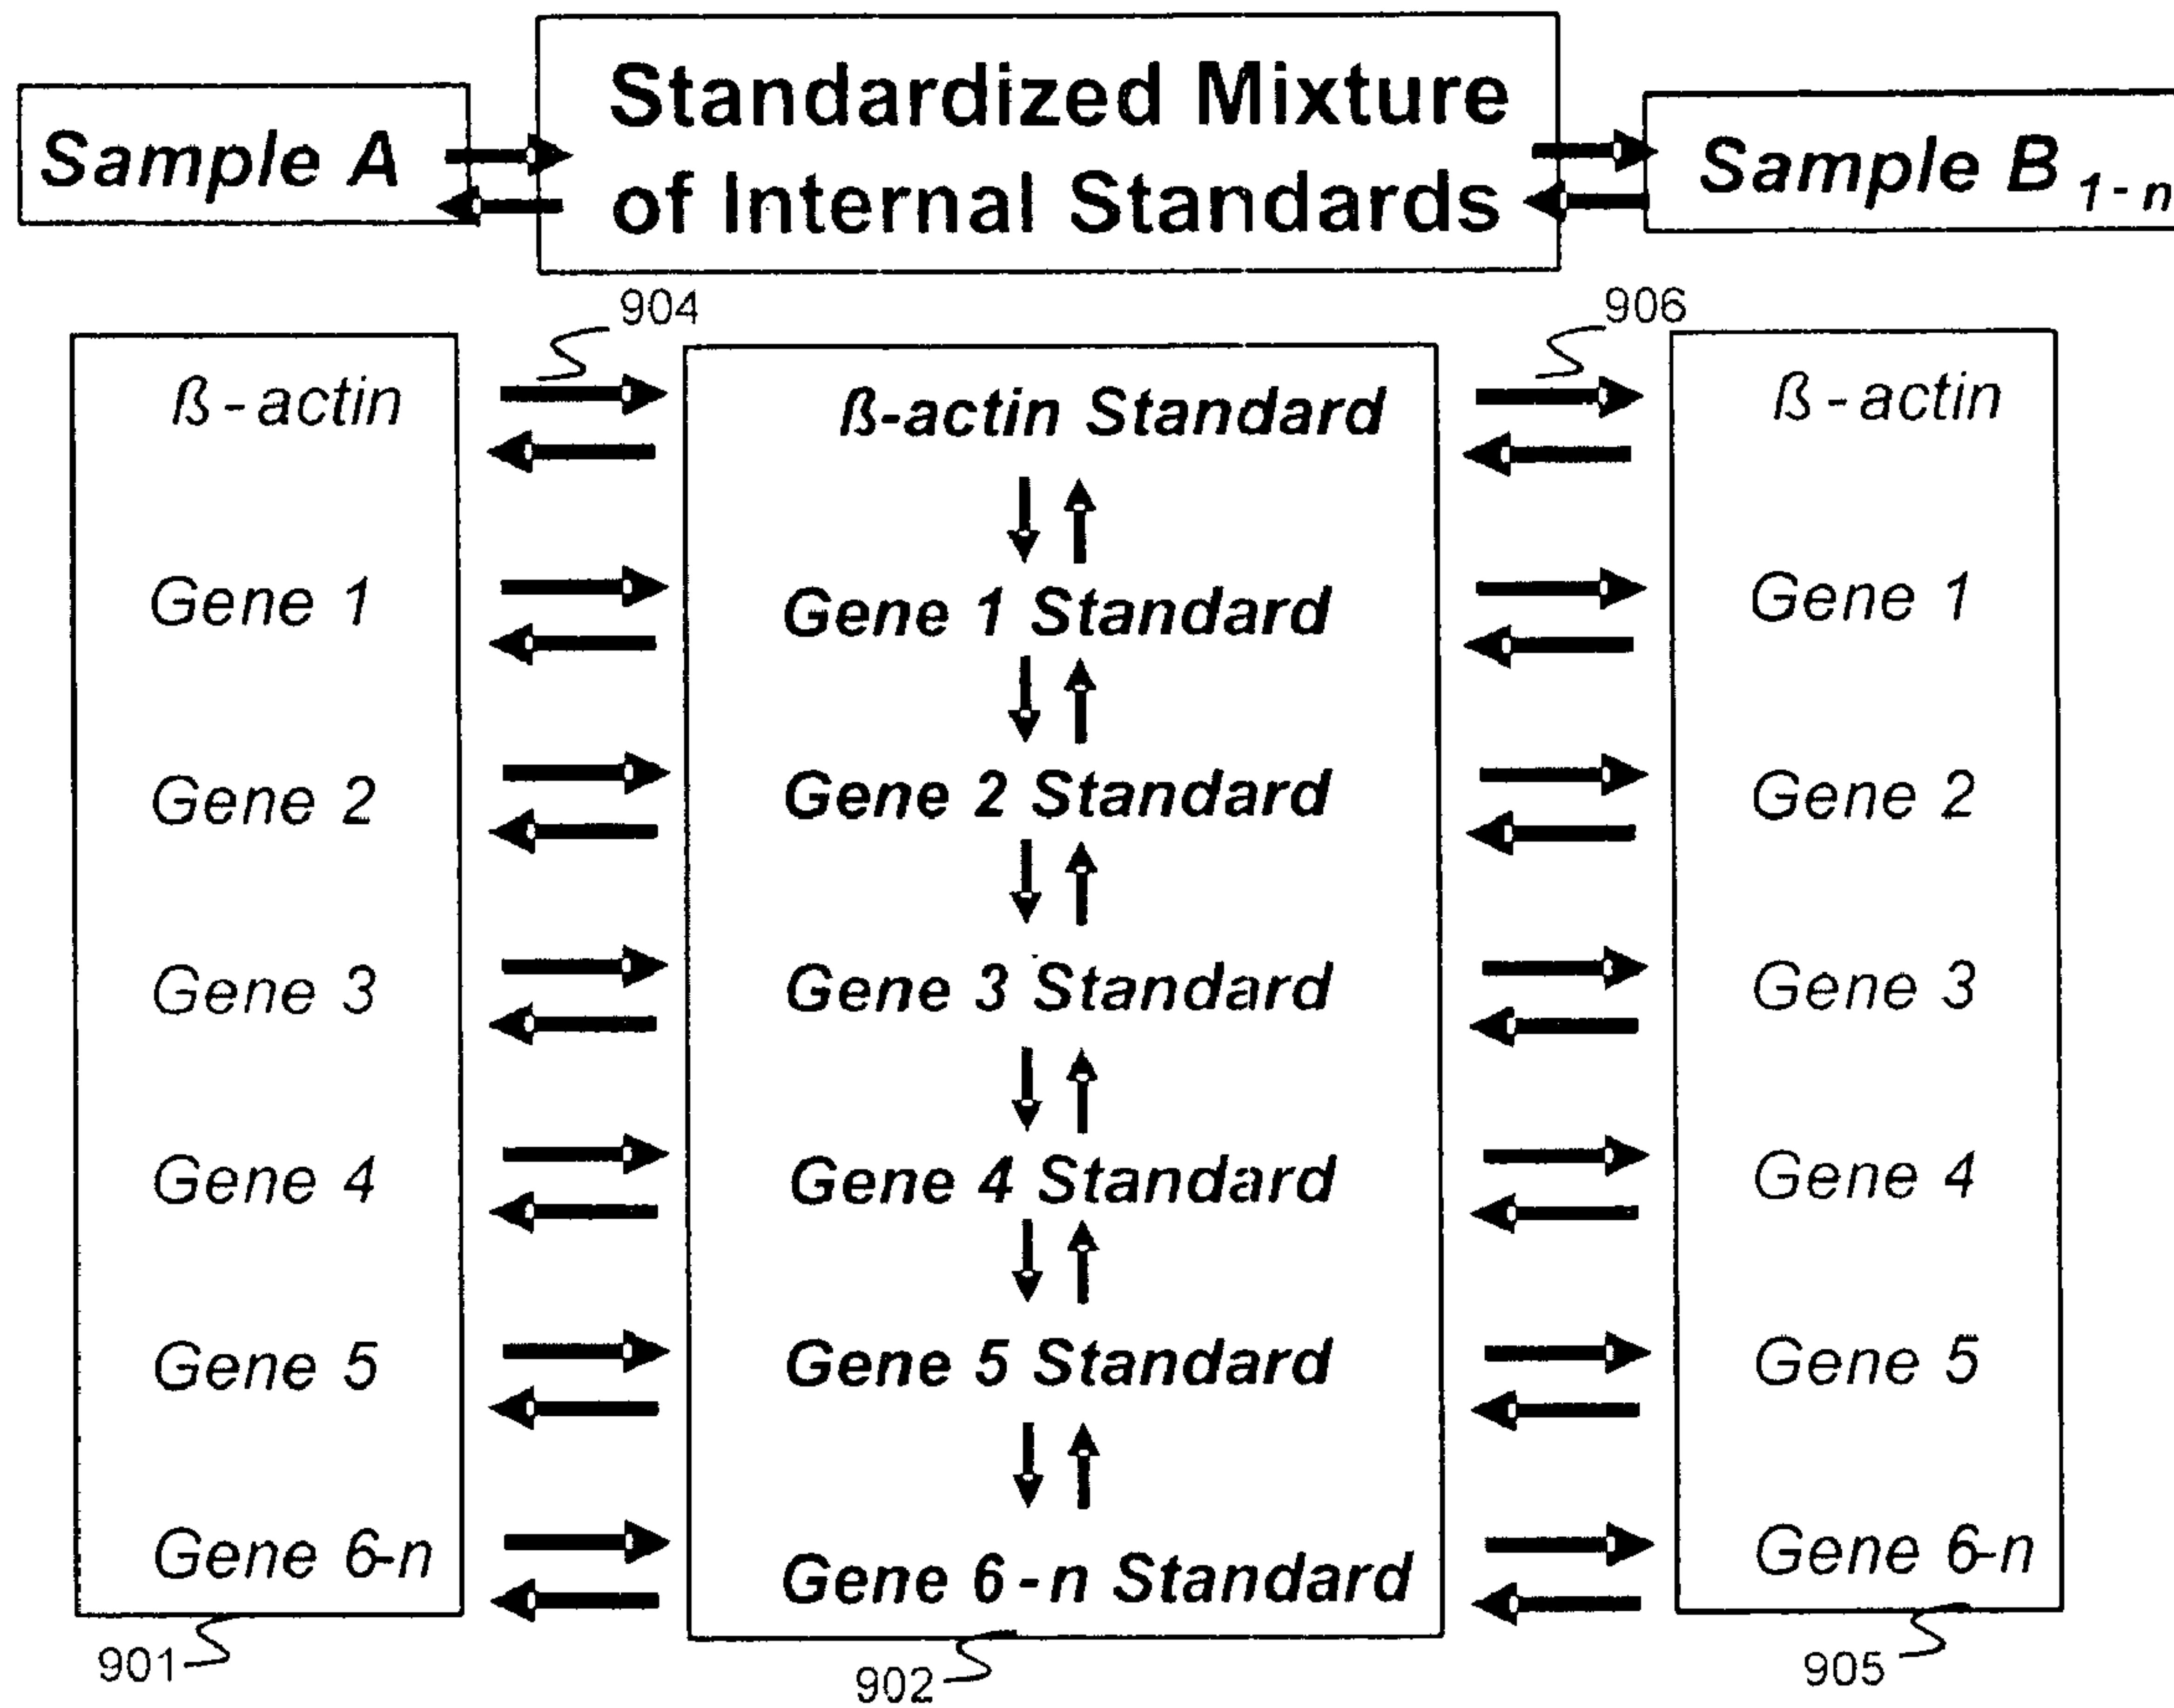 Sample A
Standardized Mixture
of Internal Standards
Sample B 1-n
904
906
ß-actin
ß-actin Standard
ß-actin
Gene 1
Gene 1 Standard
Gene 1
Gene 2
Gene 2 Standard
Gene 2
Gene 3
Gene 3 Standard
Gene 3
Gene 4
Gene 4 Standard
Gene 4
Gene 5
Gene 5 Standard
Gene 5
Gene 6-n
Gene 6-n Standard
Gene 6-n
901
902
905